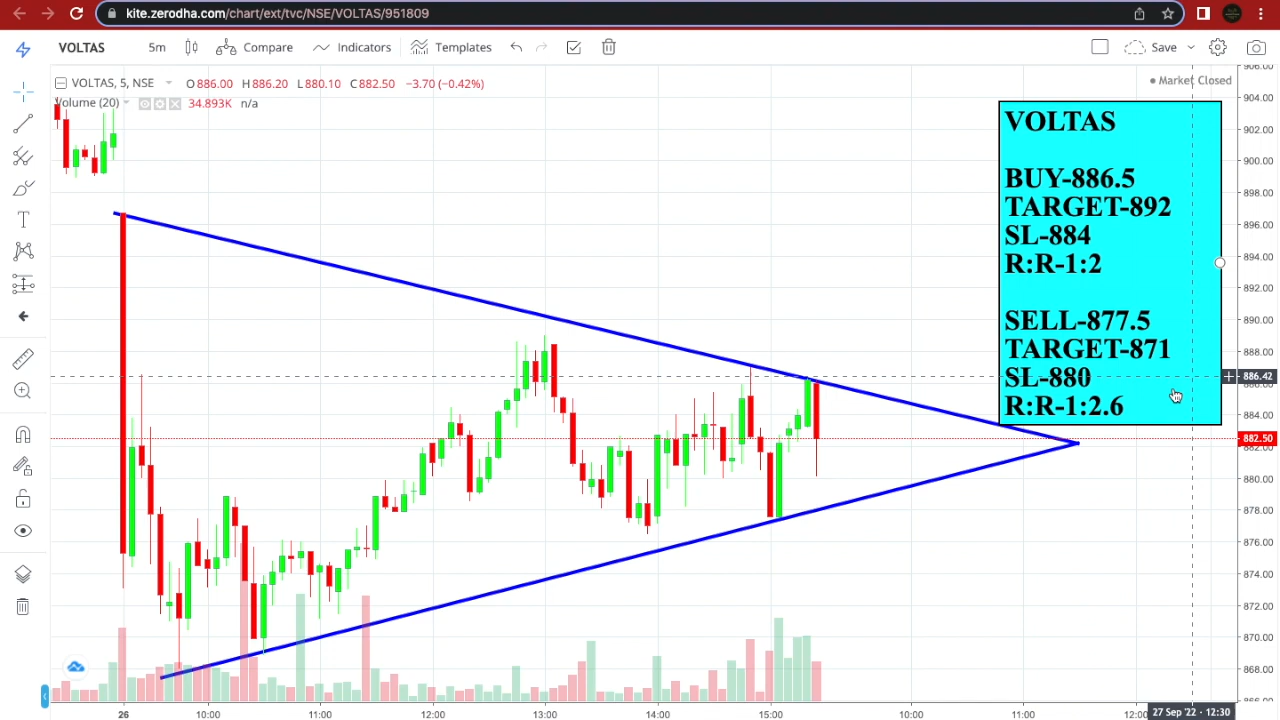 kite.zerodha.com/chart/ext/tvc/NSE/VOLTAS/951809
VOLTAS 5m Compare Indicators Templates Save
VOLTAS, 5, NSE O886.00 H886.20 L880.10 C882.50 −3.70 (−0.42%)
Market Closed
Volume (20) 34.893K n/a
VOLTAS
BUY-886.5
TARGET-892
SL-884
R:R-1:2
SELL-877.5
TARGET-871
SL-880
R:R-1:2.6
906.00
904.00
902.00
900.00
898.00
896.00
894.00
892.00
890.00
888.00
886.42
884.00
882.50
880.00
878.00
876.00
874.00
872.00
870.00
868.00
26 10:00 11:00 12:00 13:00 14:00 15:00 10:00 11:00 12:00 27 Sep '22 - 12:30